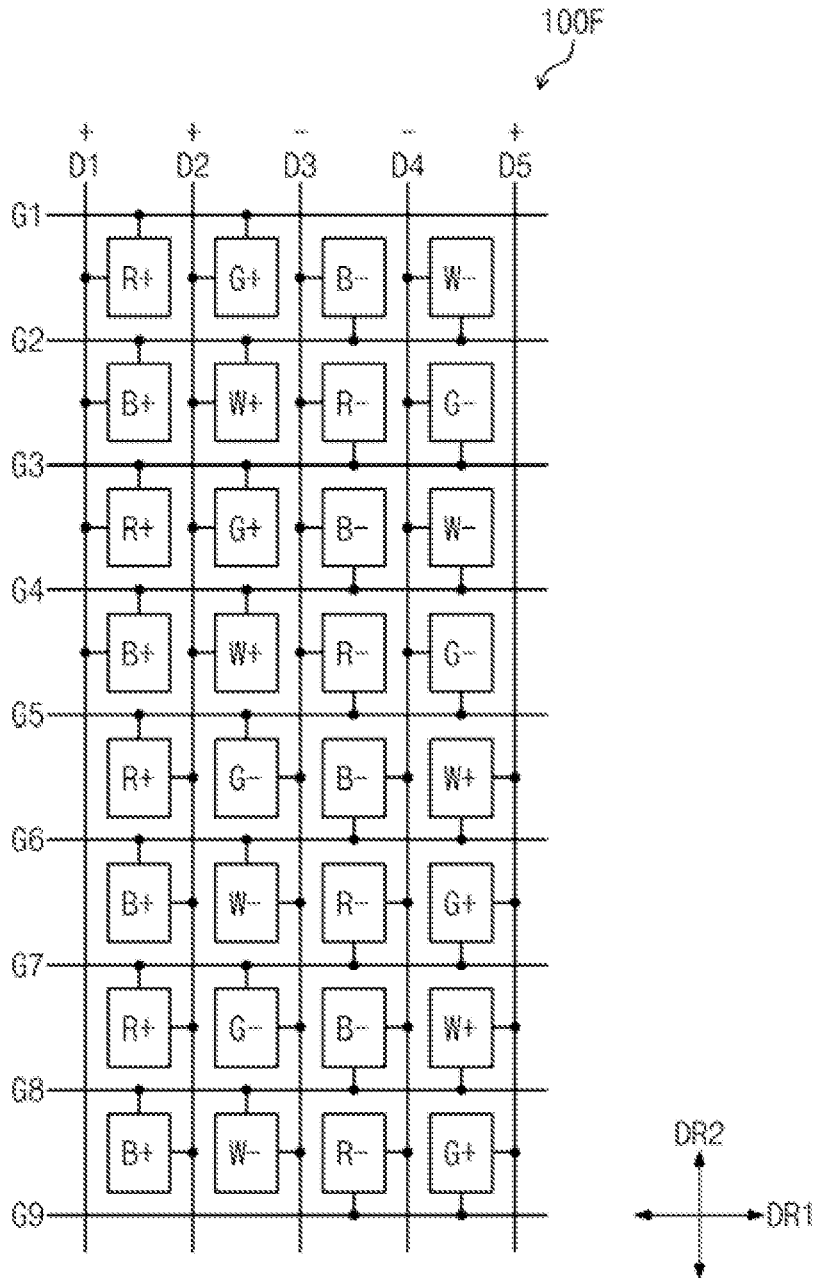 100F
+ + - - +
D1 D2 D3 D4 D5
G1
R+ G+ B- W-
G2
B+ W+ R- G-
G3
R+ G+ B- W-
G4
B+ W+ R- G-
G5
R+ G- B- W+
G6
B+ W- R- G+
G7
R+ G- B- W+
G8
B+ W- R- G+
G9
DR2
DR1